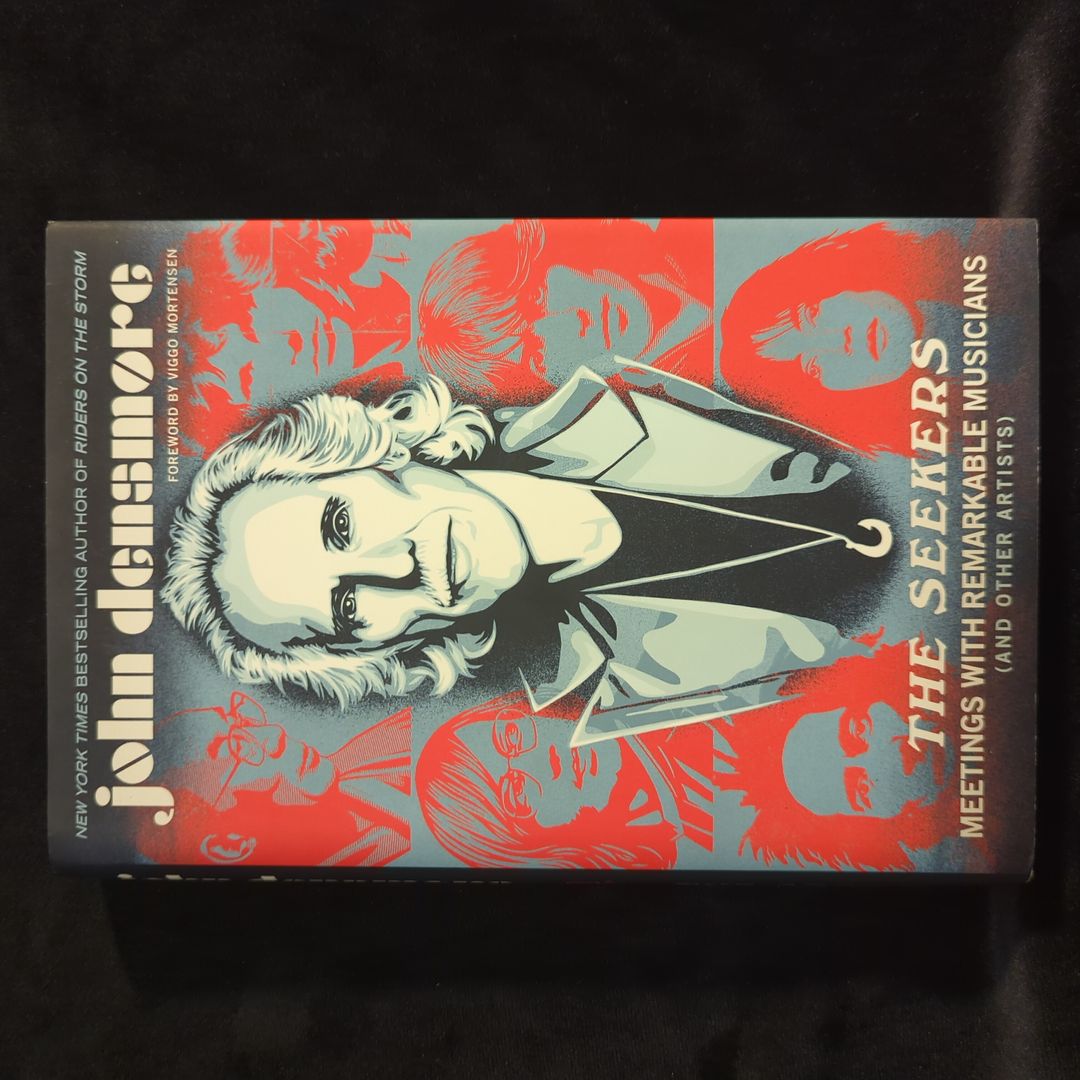 NEW YORK TIMES BESTSELLING AUTHOR OF RIDERS ON THE STORM
john densmore
FOREWORD BY VIGGO MORTENSEN
THE SEEKERS
MEETINGS WITH REMARKABLE MUSICIANS
(AND OTHER ARTISTS)